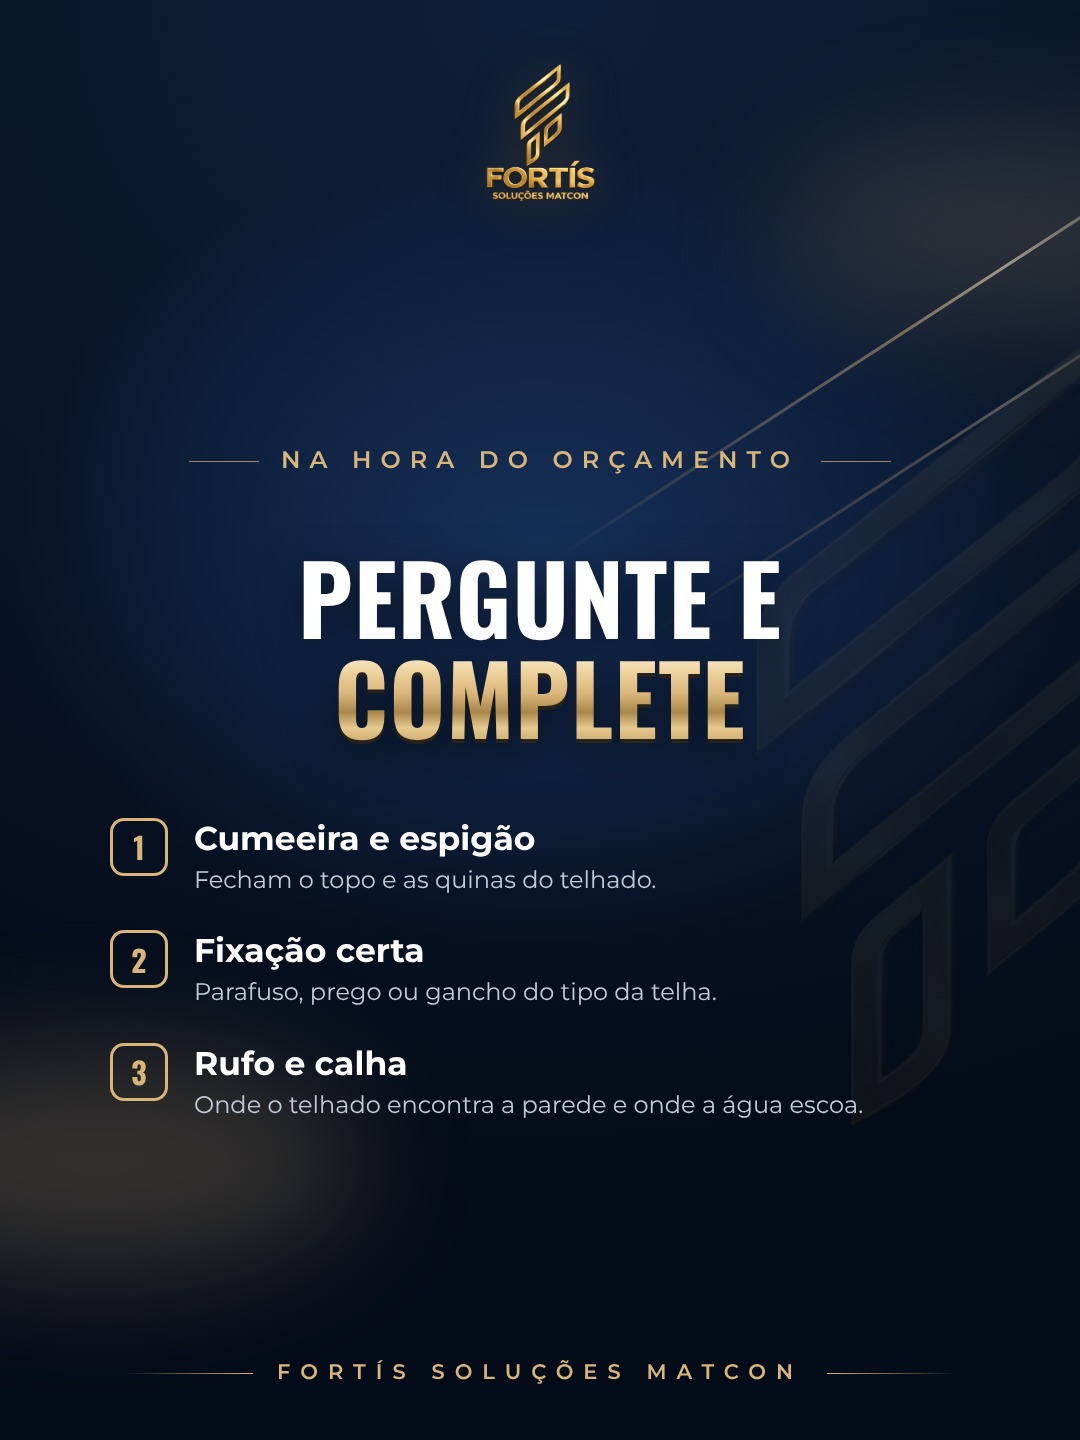 FORTÍS
SOLUÇÕES MATCON
NA HORA DO ORÇAMENTO
PERGUNTE E
COMPLETE
1
Cumeeira e espigão
Fecham o topo e as quinas do telhado.
2
Fixação certa
Parafuso, prego ou gancho do tipo da telha.
3
Rufo e calha
Onde o telhado encontra a parede e onde a água escoa.
FORTÍS SOLUÇÕES MATCON